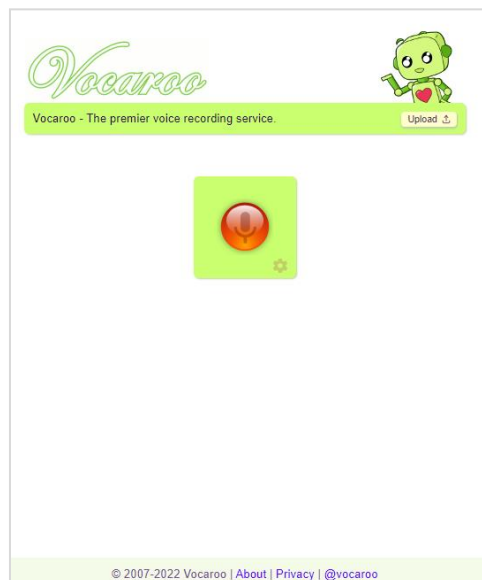 Vocaroo
Vocaroo - The premier voice recording service.
Upload
© 2007-2022 Vocaroo | About | Privacy | @vocaroo